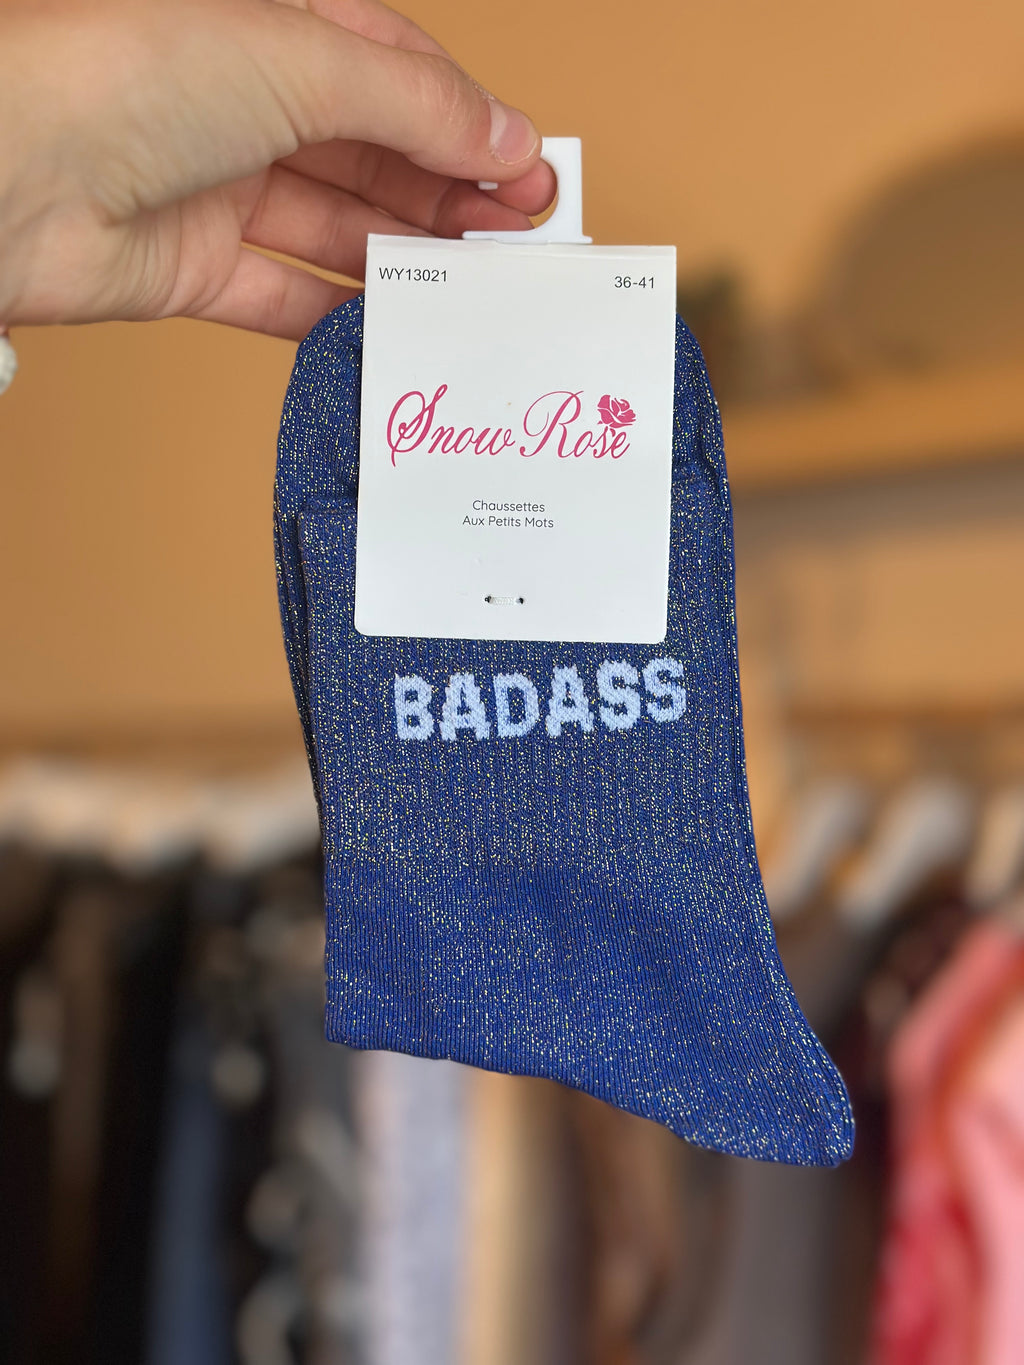 WY13021
36-41
Snow Rose
Chaussettes
Aux Petits Mots
BADASS